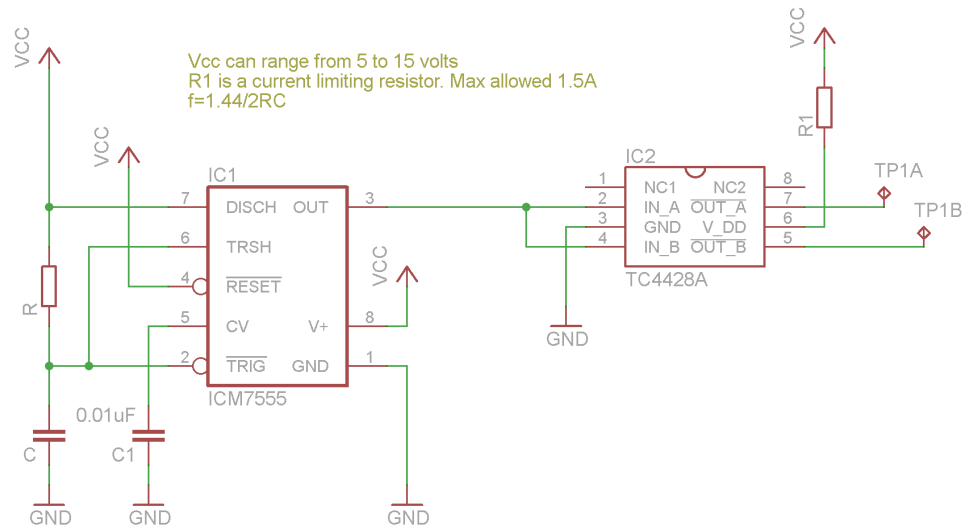 VCC
Vcc can range from 5 to 15 volts
R1 is a current limiting resistor. Max allowed 1.5A
f=1.44/2RC
VCC
VCC
R1
IC1
7 DISCH OUT 3
6 TRSH
4 RESET
5 CV V+ 8
2 TRIG GND 1
ICM7555
VCC
R
C
GND
0.01uF
C1
GND
GND
IC2
1 NC1 NC2 8
2 IN_A OUT_A 7
3 GND V_DD 6
4 IN_B OUT_B 5
TC4428A
GND
TP1A
TP1B